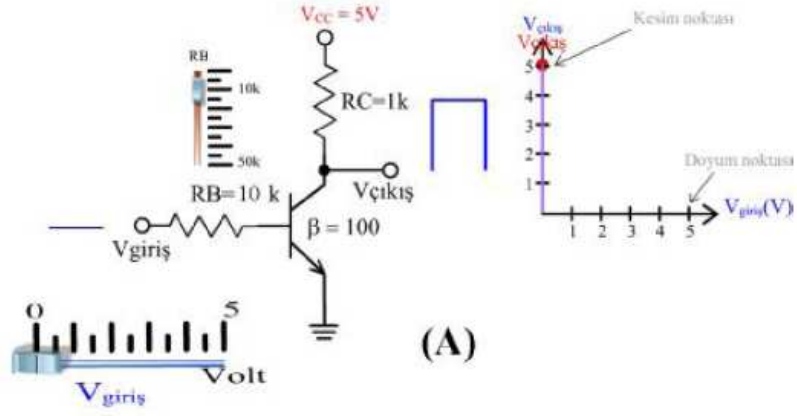 VCC = 5V
RB
10k
50k
RC=1k
Vçıkış
RB=10 k
β = 100
Vgiriş
0
5
Volt
Vgiriş
(A)
Vçıkış
Vçıkış
Kesim noktası
5
4
3
2
1
Doyum noktası
Vgiriş(V)
1 2 3 4 5